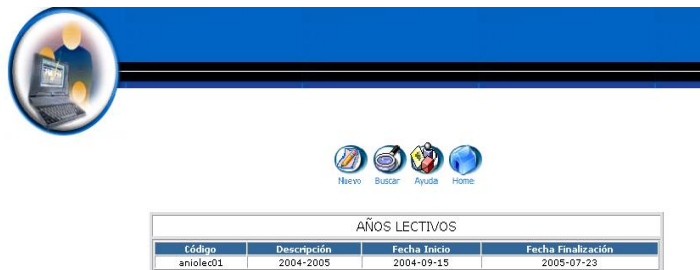 Nuevo Buscar Ayuda Home
AÑOS LECTIVOS
Código Descripción Fecha Inicio Fecha Finalización
aniolec01 2004-2005 2004-09-15 2005-07-23